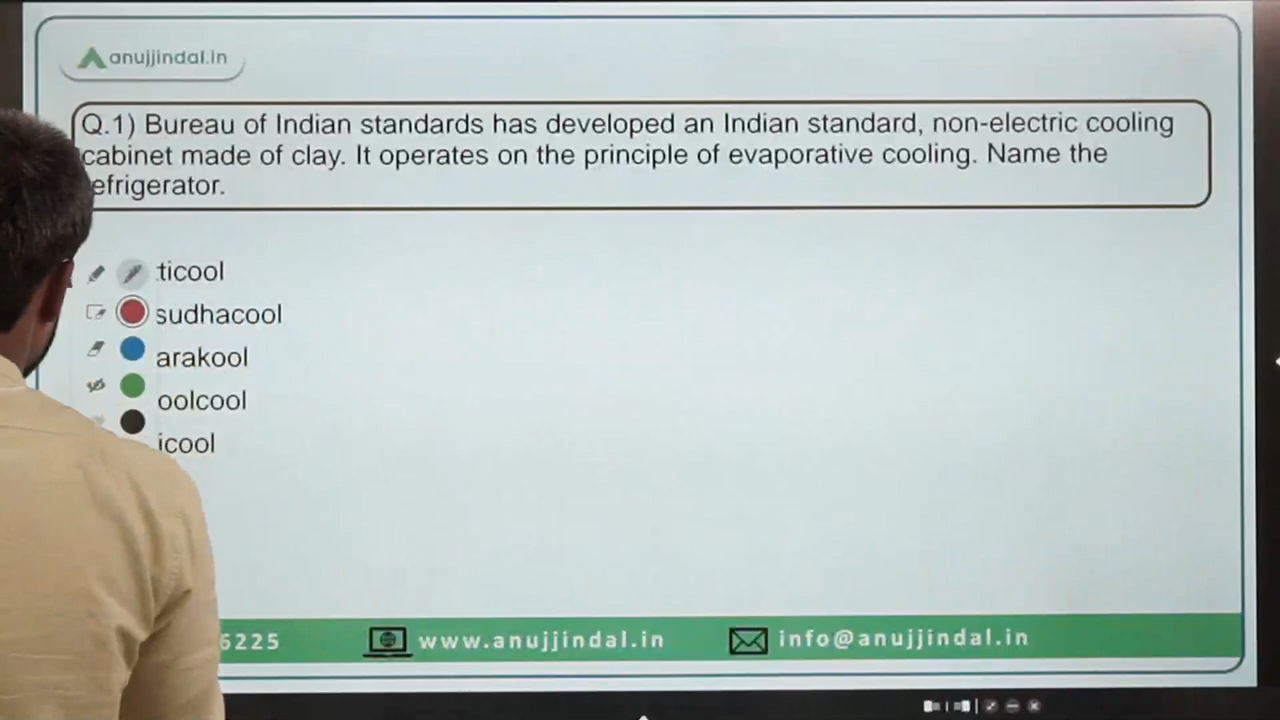 anujjindal.in
Q.1) Bureau of Indian standards has developed an Indian standard, non-electric cooling
cabinet made of clay. It operates on the principle of evaporative cooling. Name the
efrigerator.
ticool
sudhacool
arakool
oolcool
icool
6225
www.anujjindal.in
info@anujjindal.in